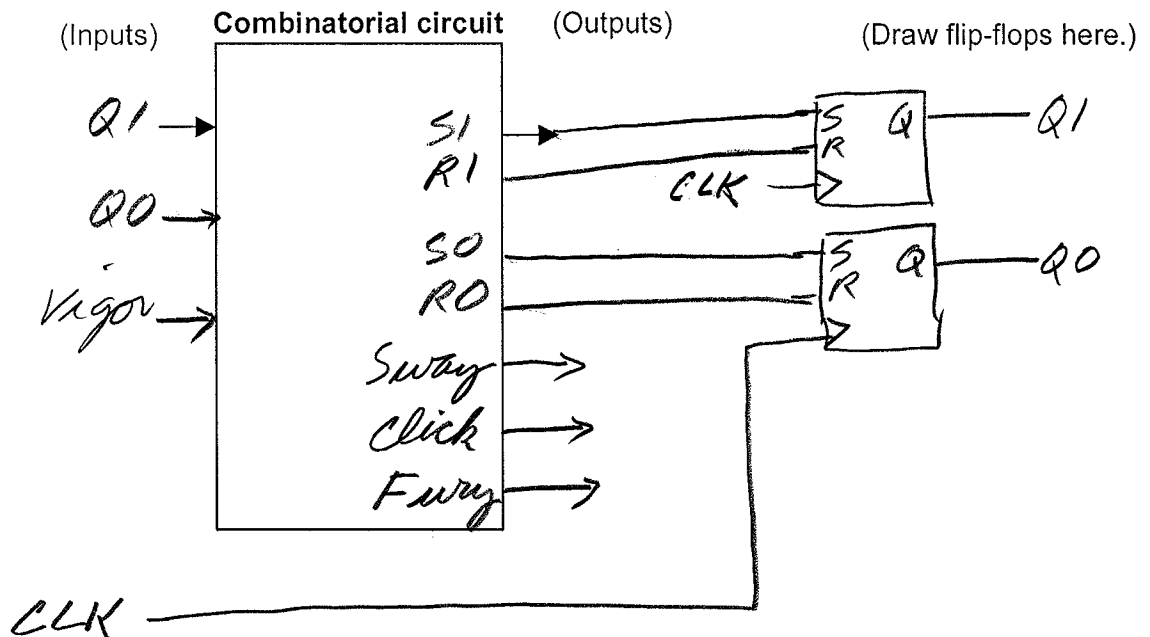 (Inputs) Combinatorial circuit (Outputs) (Draw flip-flops here.)
Q1
S1
R1
S Q Q1
R
CLK
Q0
S0
R0
S Q Q0
R
Vigor
Sway
Click
Fury
CLK